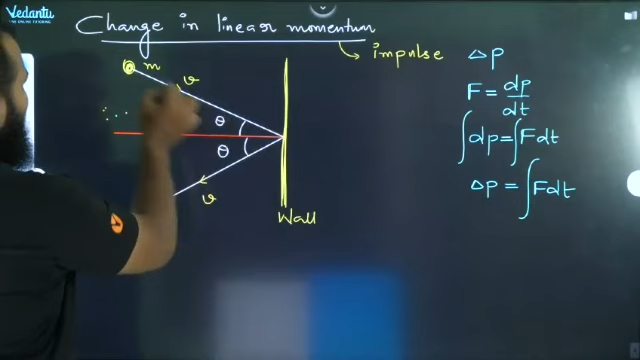 Vedantu
Change in linear momentum
→ impulse
Δp
m
v
F = dp/dt
θ
∫dp = ∫Fdt
θ
Δp = ∫Fdt
v
Wall